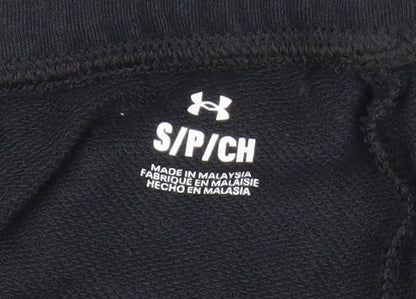 S/P/CH
MADE IN MALAYSIA
FABRIQUÉ EN MALAISIE
HECHO EN MALASIA